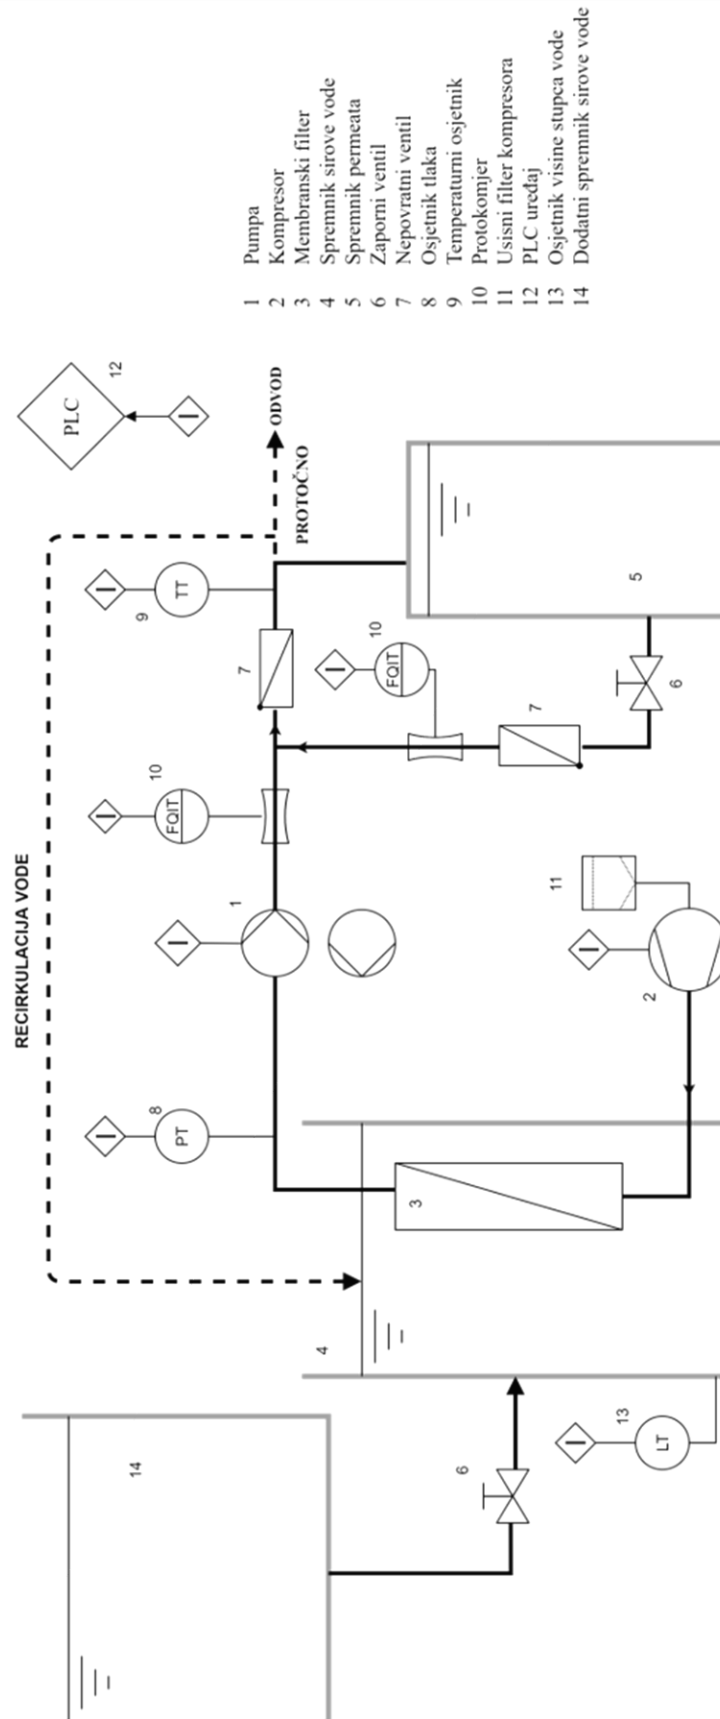 RECIRKULACIJA VODE
14
4
13
LT
6
8
PT
3
2
11
1
10
FQIT
10
FQIT
7
7
6
9
TT
5
PROTOČNO
ODVOD
12
PLC
I
I
I
I
I
I
I
I
1 Pumpa
2 Kompresor
3 Membranski filter
4 Spremnik sirove vode
5 Spremnik permeata
6 Zaporni ventil
7 Nepovratni ventil
8 Osjetnik tlaka
9 Temperaturni osjetnik
10 Protokomjer
11 Usisni filter kompresora
12 PLC uređaj
13 Osjetnik visine stupca vode
14 Dodatni spremnik sirove vode